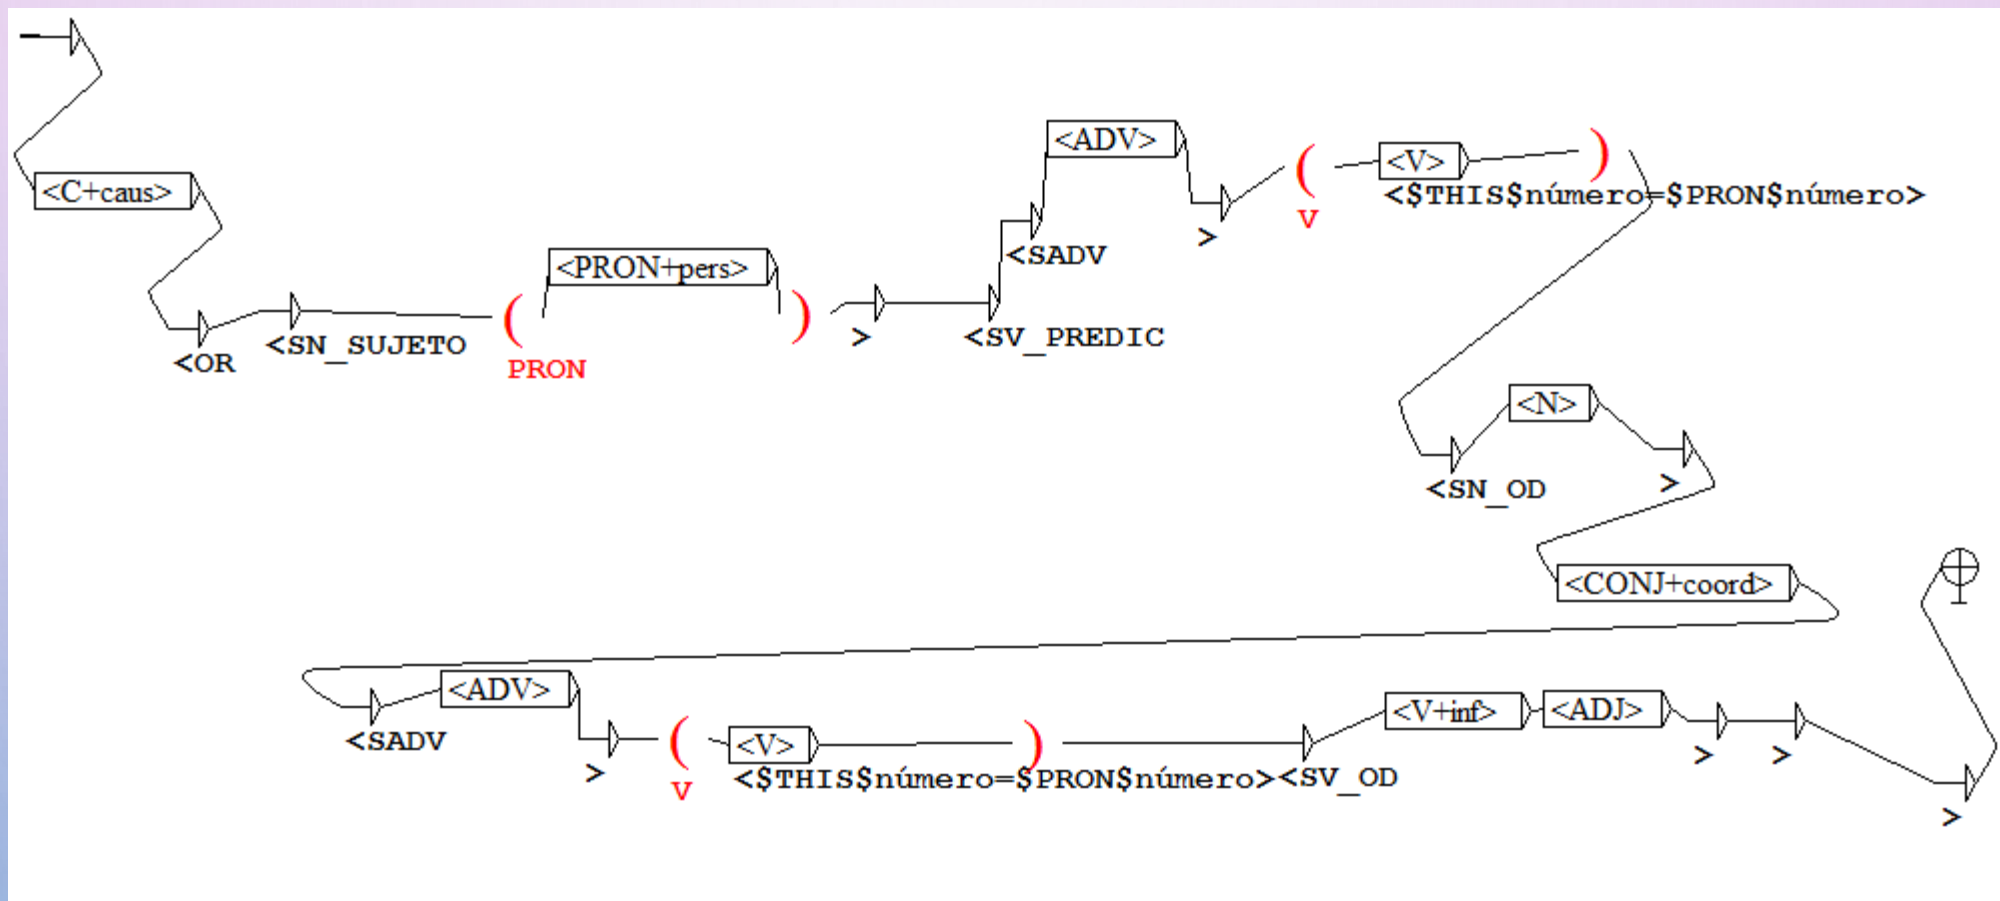 <C+caus>
<OR
<SN_SUJETO
(
PRON
<PRON+pers>
)
>
<SV_PREDIC
<SADV
<ADV>
>
(
V
<V>
)
<$THIS$número=$PRON$número>
<SN_OD
<N>
>
<CONJ+coord>
<SADV
<ADV>
>
(
V
<V>
)
<$THIS$número=$PRON$número><SV_OD
<V+inf> <ADJ>
>
>
>